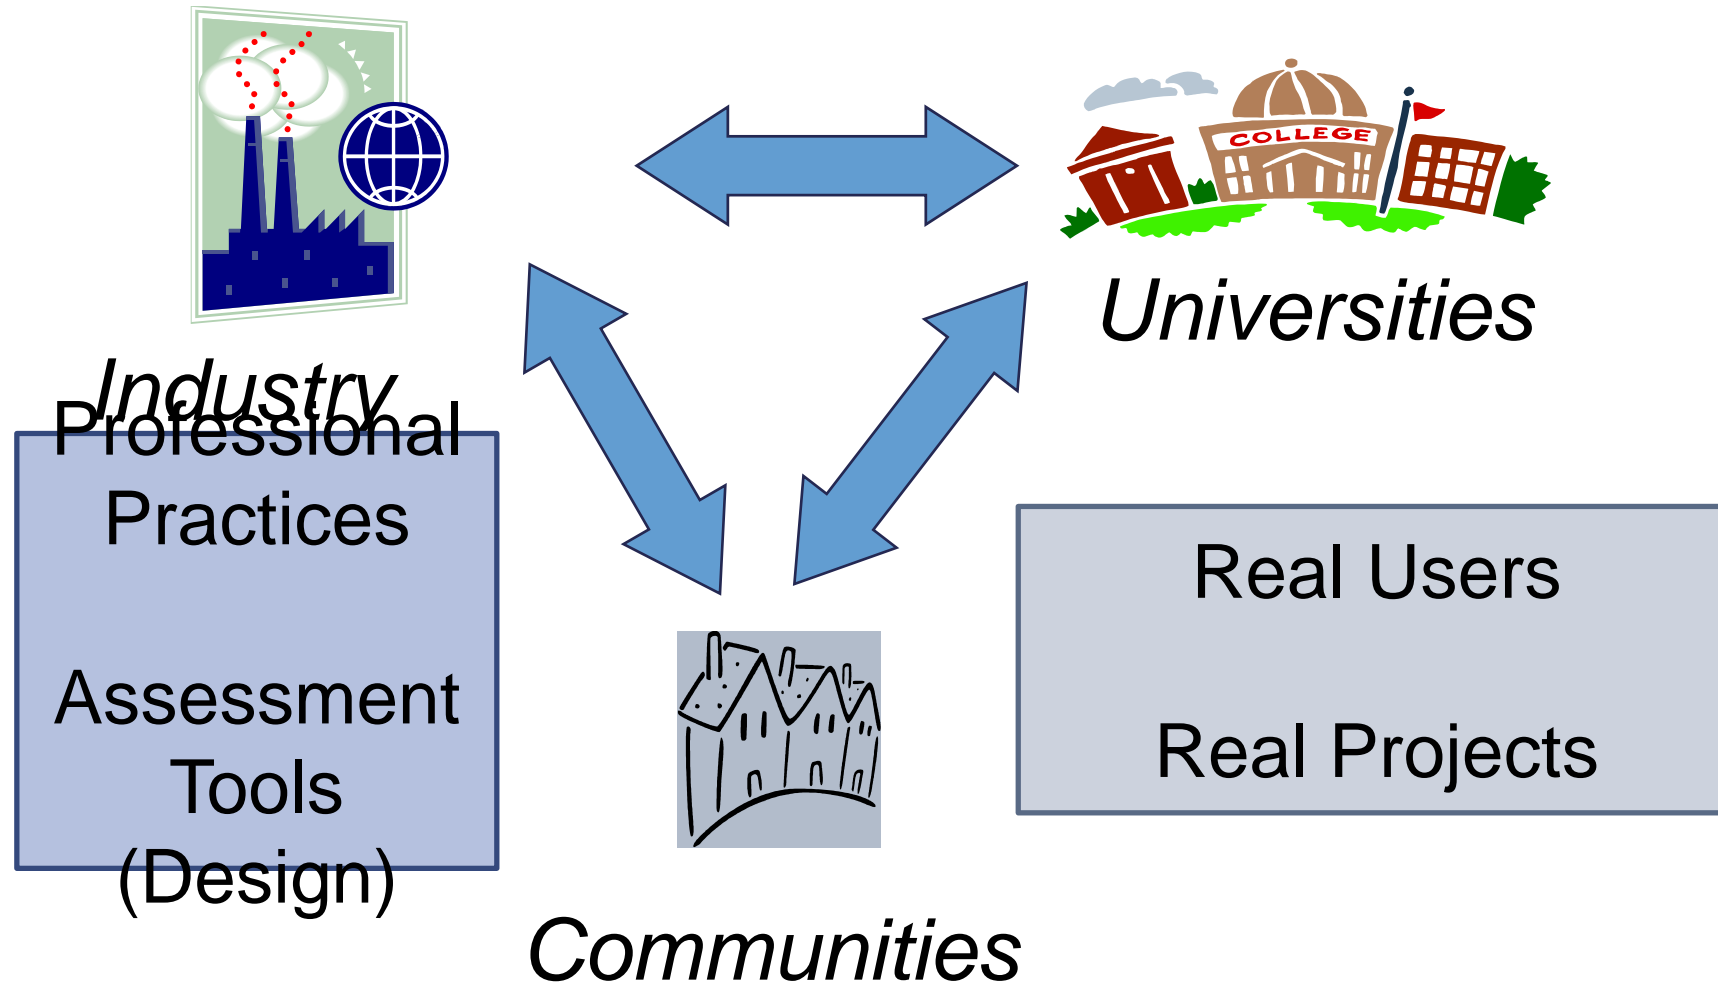 COLLEGE
Universities
Industry
Professional
Practices
Assessment
Tools
(Design)
Real Users
Real Projects
Communities